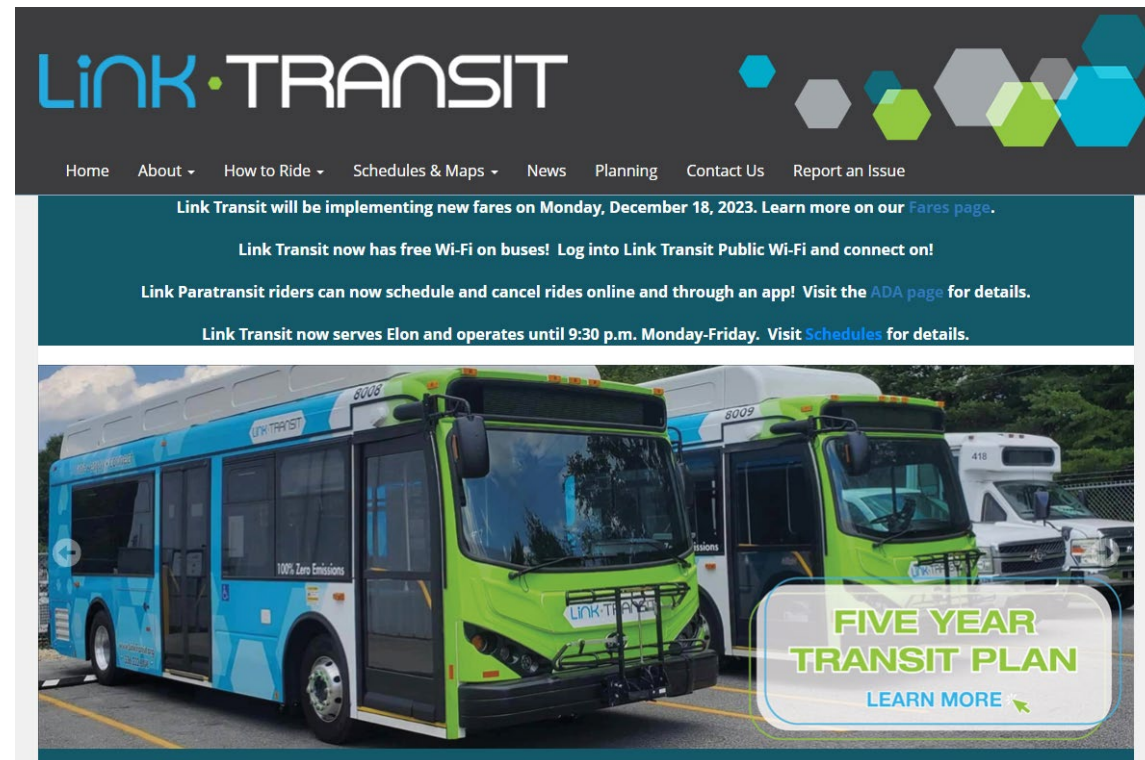 LiNK·TRANSIT
Home About How to Ride Schedules & Maps News Planning Contact Us Report an Issue
Link Transit will be implementing new fares on Monday, December 18, 2023. Learn more on our Fares page.
Link Transit now has free Wi-Fi on buses! Log into Link Transit Public Wi-Fi and connect on!
Link Paratransit riders can now schedule and cancel rides online and through an app! Visit the ADA page for details.
Link Transit now serves Elon and operates until 9:30 p.m. Monday-Friday. Visit Schedules for details.
8008
LiNK·TRANSIT
8009
418
100% Zero Emissions
issions
LiNK·TRANSIT
FIVE YEAR
TRANSIT PLAN
LEARN MORE